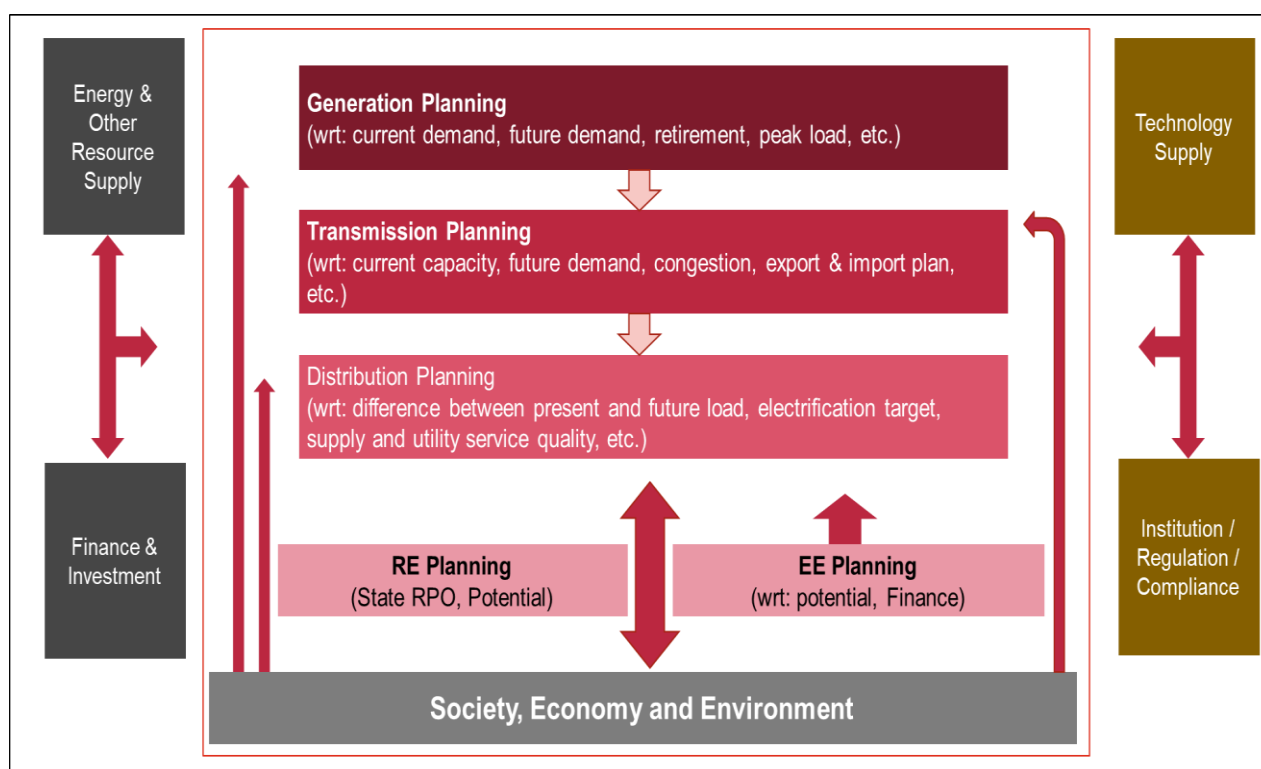 Energy &
Other
Resource
Supply
Finance &
Investment
Generation Planning
(wrt: current demand, future demand, retirement, peak load, etc.)
Transmission Planning
(wrt: current capacity, future demand, congestion, export & import plan,
etc.)
Distribution Planning
(wrt: difference between present and future load, electrification target,
supply and utility service quality, etc.)
RE Planning
(State RPO, Potential)
EE Planning
(wrt: potential, Finance)
Society, Economy and Environment
Technology
Supply
Institution /
Regulation /
Compliance